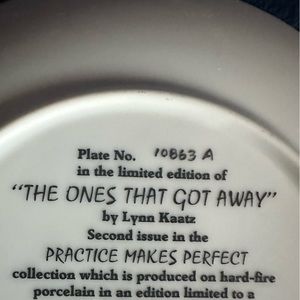 Plate No. 10863 A
in the limited edition of
"THE ONES THAT GOT AWAY"
by Lynn Kaatz
Second issue in the
PRACTICE MAKES PERFECT
collection which is produced on hard-fire
porcelain in an edition limited to a